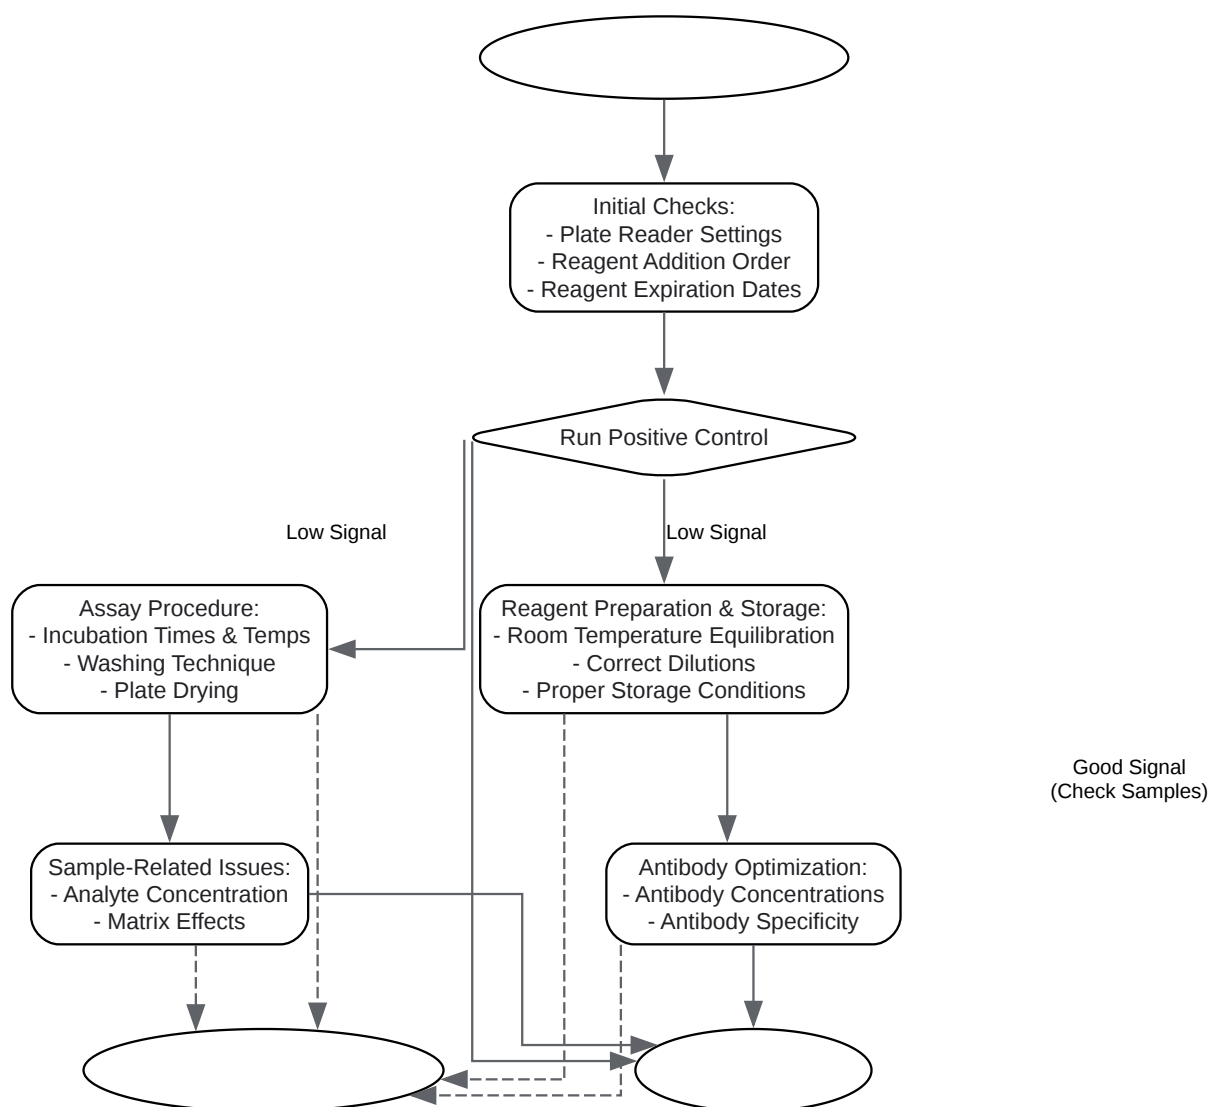 Initial Checks:
- Plate Reader Settings
- Reagent Addition Order
- Reagent Expiration Dates
Run Positive Control
Low Signal
Low Signal
Assay Procedure:
- Incubation Times & Temps
- Washing Technique
- Plate Drying
Reagent Preparation & Storage:
- Room Temperature Equilibration
- Correct Dilutions
- Proper Storage Conditions
Good Signal
(Check Samples)
Sample-Related Issues:
- Analyte Concentration
- Matrix Effects
Antibody Optimization:
- Antibody Concentrations
- Antibody Specificity